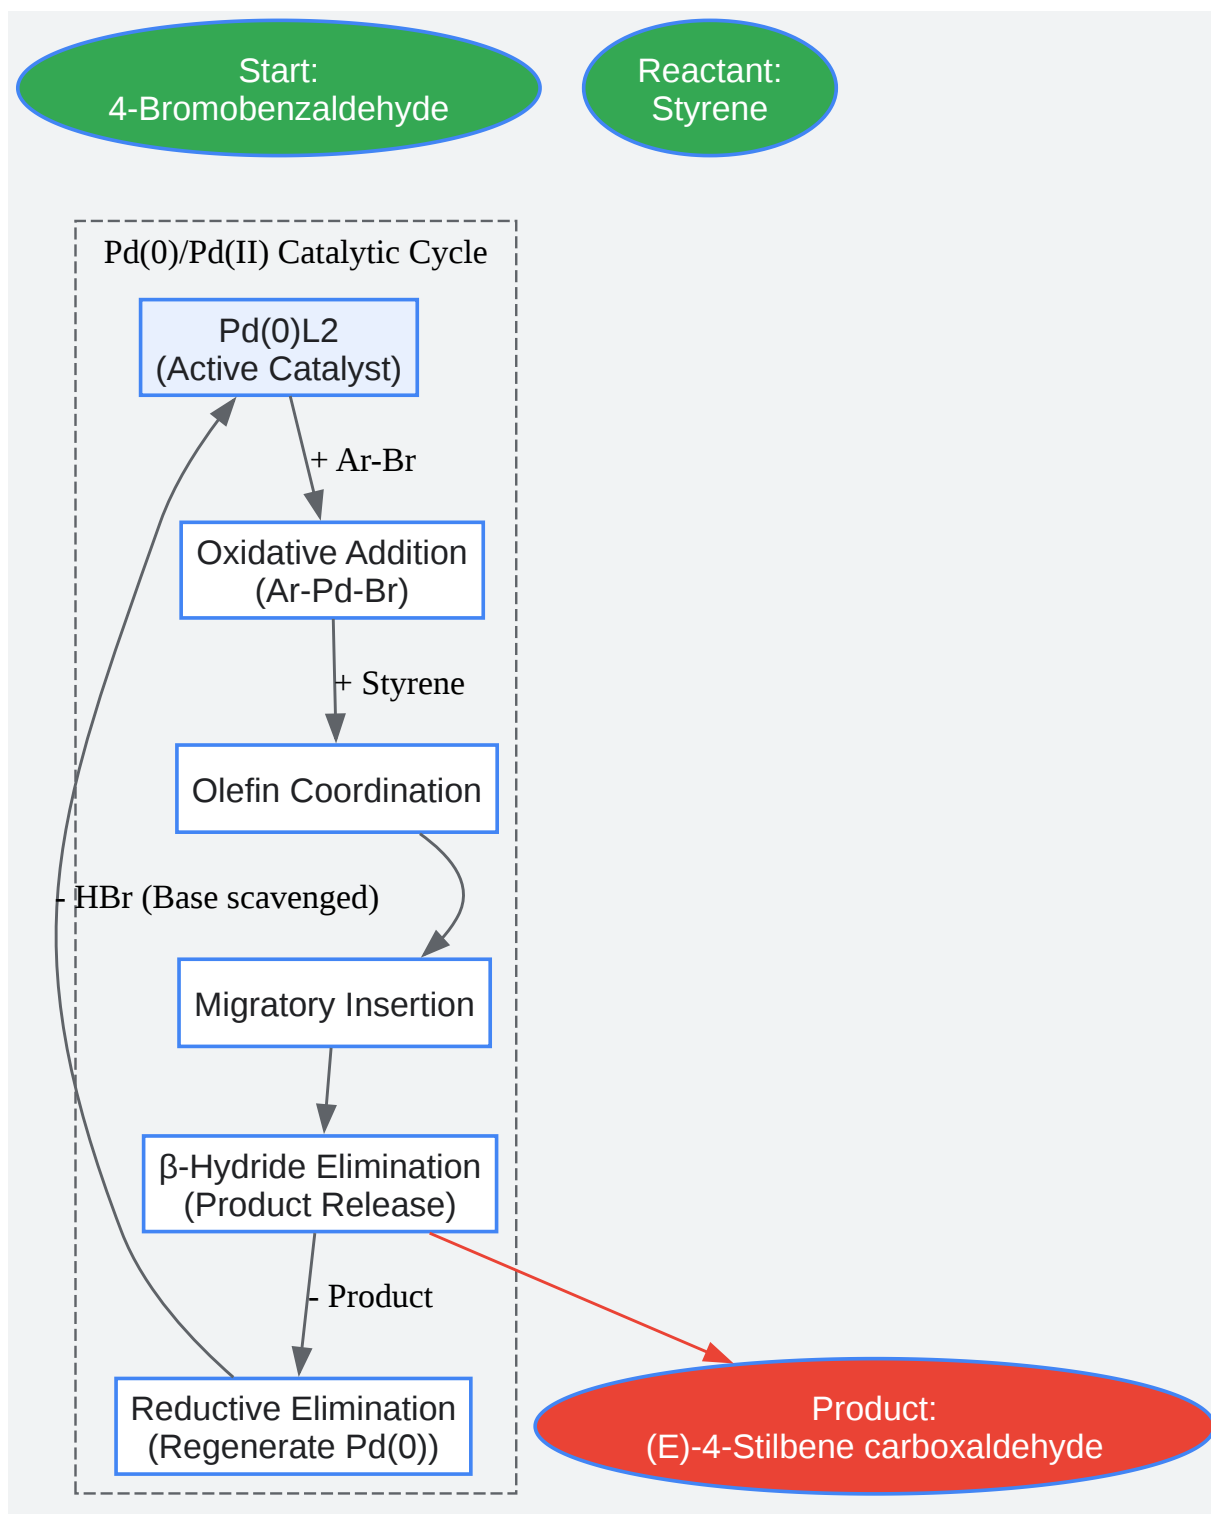 Start:
4-Bromobenzaldehyde
Reactant:
Styrene
Pd(0)/Pd(II) Catalytic Cycle
Pd(0)L2
(Active Catalyst)
+ Ar-Br
Oxidative Addition
(Ar-Pd-Br)
+ Styrene
Olefin Coordination
- HBr (Base scavenged)
Migratory Insertion
β-Hydride Elimination
(Product Release)
- Product
Reductive Elimination
(Regenerate Pd(0))
Product:
(E)-4-Stilbene carboxaldehyde